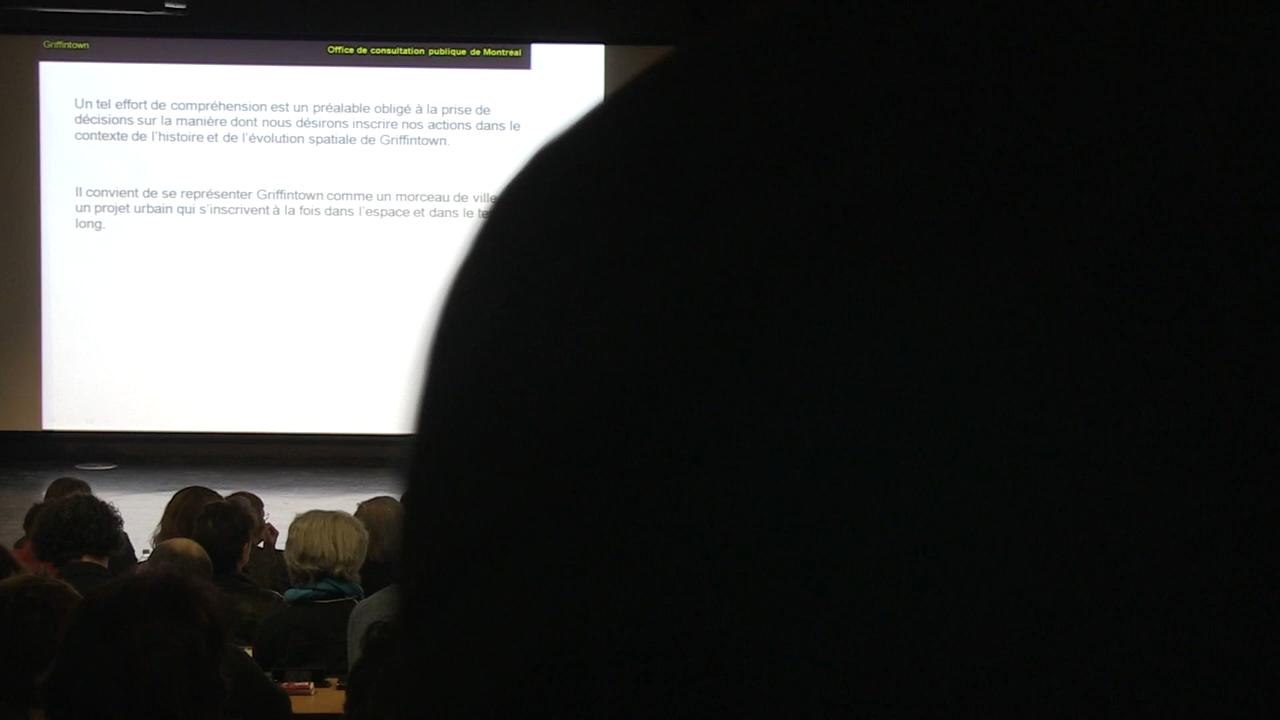 Griffintown
Office de consultation publique de Montréal
Un tel effort de compréhension est un préalable obligé à la prise de
décisions sur la manière dont nous désirons inscrire nos actions dans le
contexte de l'histoire et de l'évolution spatiale de Griffintown.
Il convient de se représenter Griffintown comme un morceau de ville
un projet urbain qui s'inscrivent à la fois dans l'espace et dans le
long.